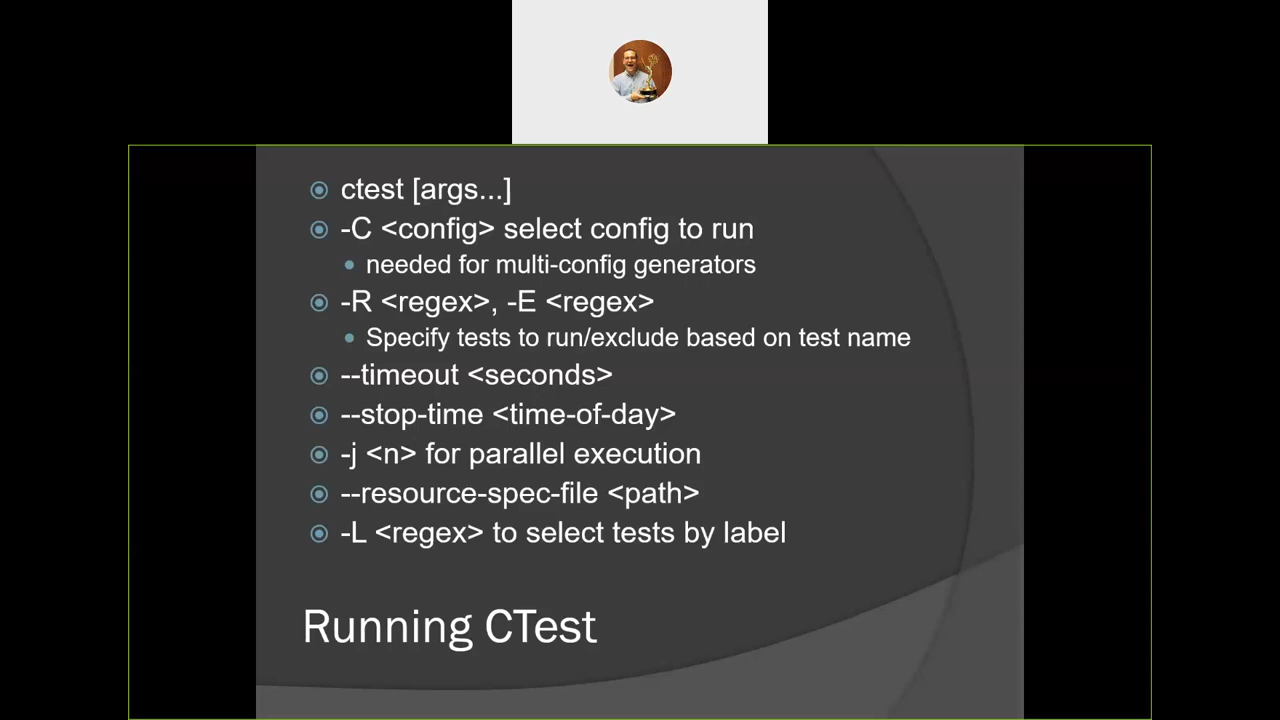 ctest [args...]
-C <config> select config to run
needed for multi-config generators
-R <regex>, -E <regex>
Specify tests to run/exclude based on test name
--timeout <seconds>
--stop-time <time-of-day>
-j <n> for parallel execution
--resource-spec-file <path>
-L <regex> to select tests by label
Running CTest